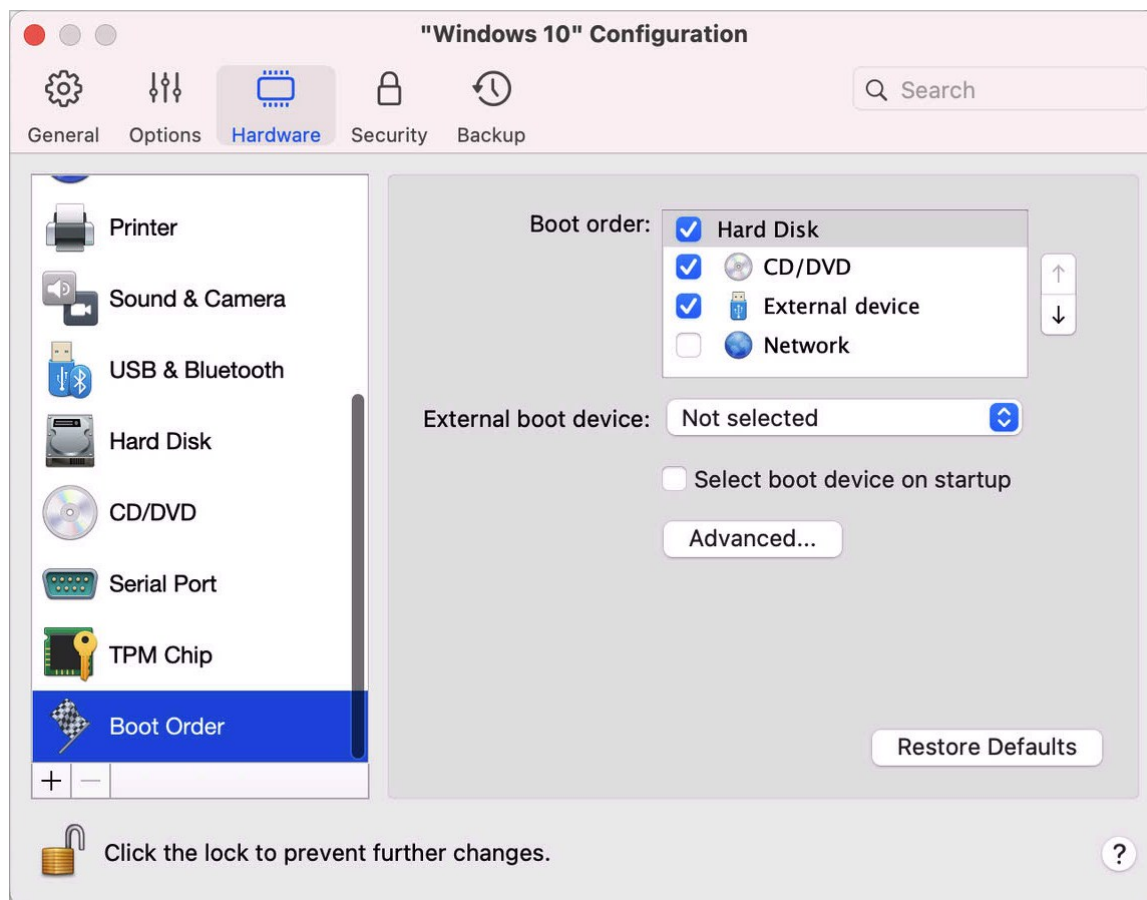 "Windows 10" Configuration
General Options Hardware Security Backup
Search
Printer
Sound & Camera
USB & Bluetooth
Hard Disk
CD/DVD
Serial Port
TPM Chip
Boot Order
Boot order:
Hard Disk
CD/DVD
External device
Network
External boot device: Not selected
Select boot device on startup
Advanced...
Restore Defaults
Click the lock to prevent further changes.
?